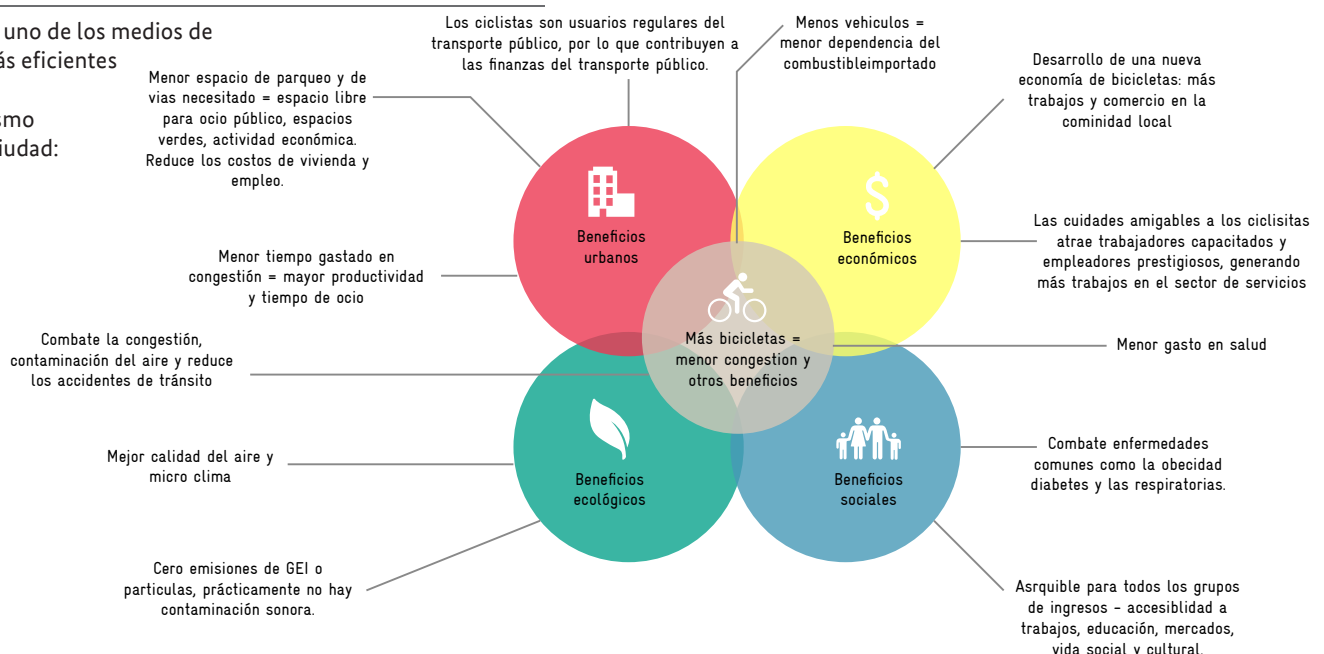 uno de los medios de
ás eficientes
smo
iudad:
Los ciclistas son usuarios regulares del
transporte público, por lo que contribuyen a
las finanzas del transporte público.
Menos vehiculos =
menor dependencia del
combustibleimportado
Menor espacio de parqueo y de
vias necesitado = espacio libre
para ocio público, espacios
verdes, actividad económica.
Reduce los costos de vivienda y
empleo.
Desarrollo de una nueva
economía de bicicletas: más
trabajos y comercio en la
cominidad local
Beneficios
urbanos
Beneficios
económicos
Las cuidades amigables a los ciclisitas
atrae trabajadores capacitados y
empleadores prestigiosos, generando
más trabajos en el sector de servicios
Menor tiempo gastado en
congestión = mayor productividad
y tiempo de ocio
Combate la congestión,
contaminación del aire y reduce
los accidentes de tránsito
Más bicicletas =
menor congestion y
otros beneficios
Menor gasto en salud
Mejor calidad del aire y
micro clima
Beneficios
ecológicos
Beneficios
sociales
Combate enfermedades
comunes como la obecidad
diabetes y las respiratorias.
Cero emisiones de GEI o
particulas, prácticamente no hay
contaminación sonora.
Asrquible para todos los grupos
de ingresos - accesiblidad a
trabajos, educación, mercados,
vida social y cultural.